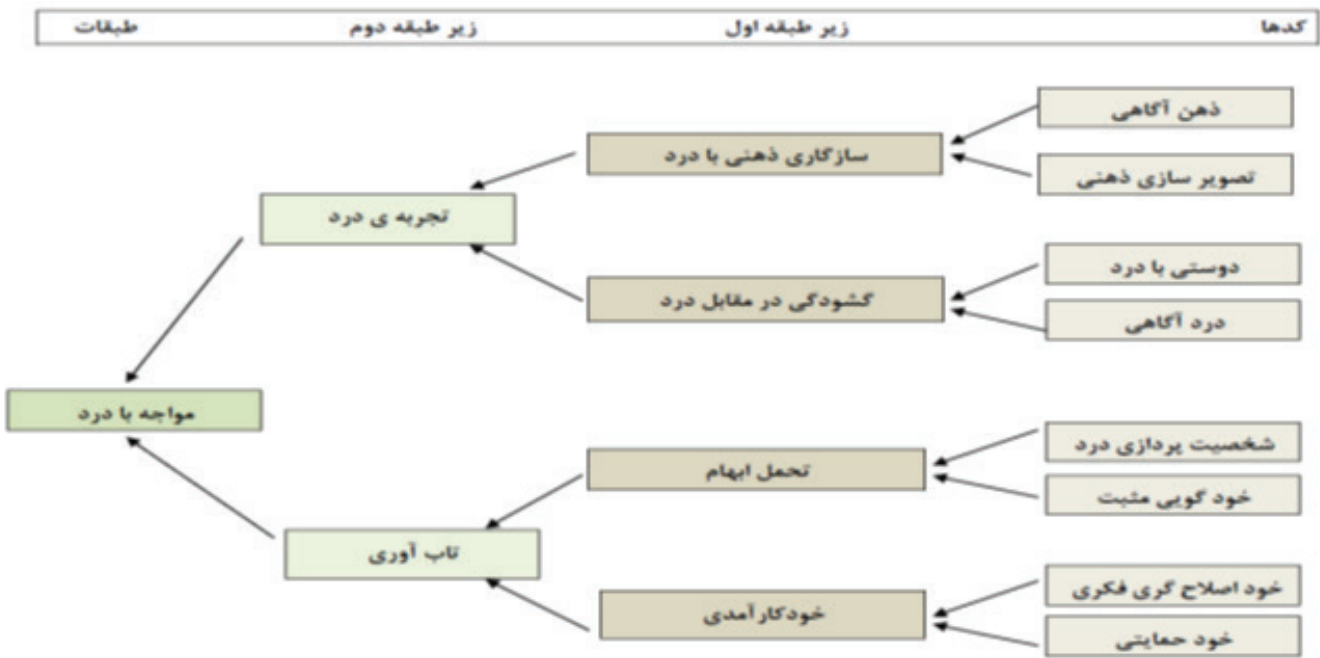 کدها زیر طبقه اول زیر طبقه دوم طبقات
ذهن آگاهی
سازگاری ذهنی با درد
تصویر سازی ذهنی
تجربه ی درد
دوستی با درد
گشودگی در مقابل درد
درد آگاهی
مواجه با درد
شخصیت پردازی درد
تحمل ابهام
خود گویی مثبت
تاب آوری
خود اصلاح گری فکری
خودکارآمدی
خود حمایتی